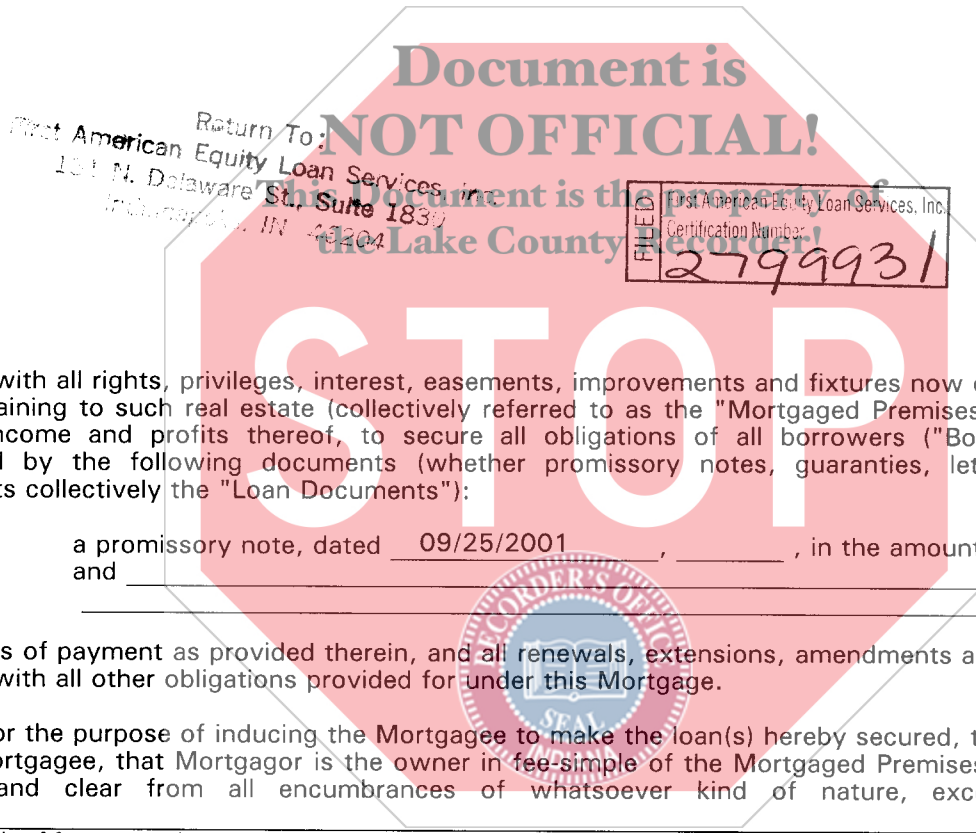 Document is
NOT OFFICIAL!
This Document is the property of
the Lake County Recorder!
Return To:
First American Equity Loan Services, Inc.
N. Delaware St., Suite 1830
Indianapolis, IN 46204
FILED
First American Equity Loan Services, Inc.
Certification Number
2799931
STOP
with all rights, privileges, interest, easements, improvements and fixtures now
aining to such real estate (collectively referred to as the "Mortgaged Premises
ncome and profits thereof, to secure all obligations of all borrowers ("Bo
by the following documents (whether promissory notes, guaranties, let
ts collectively the "Loan Documents"):
a promissory note, dated 09/25/2001 , , in the amount
and
s of payment as provided therein, and all renewals, extensions, amendments a
with all other obligations provided for under this Mortgage.
or the purpose of inducing the Mortgagee to make the loan(s) hereby secured, t
ortgagee, that Mortgagor is the owner in fee-simple of the Mortgaged Premises
and clear from all encumbrances of whatsoever kind of nature, exc
RECORDER'S OFFICE
SEAL
INDIANA